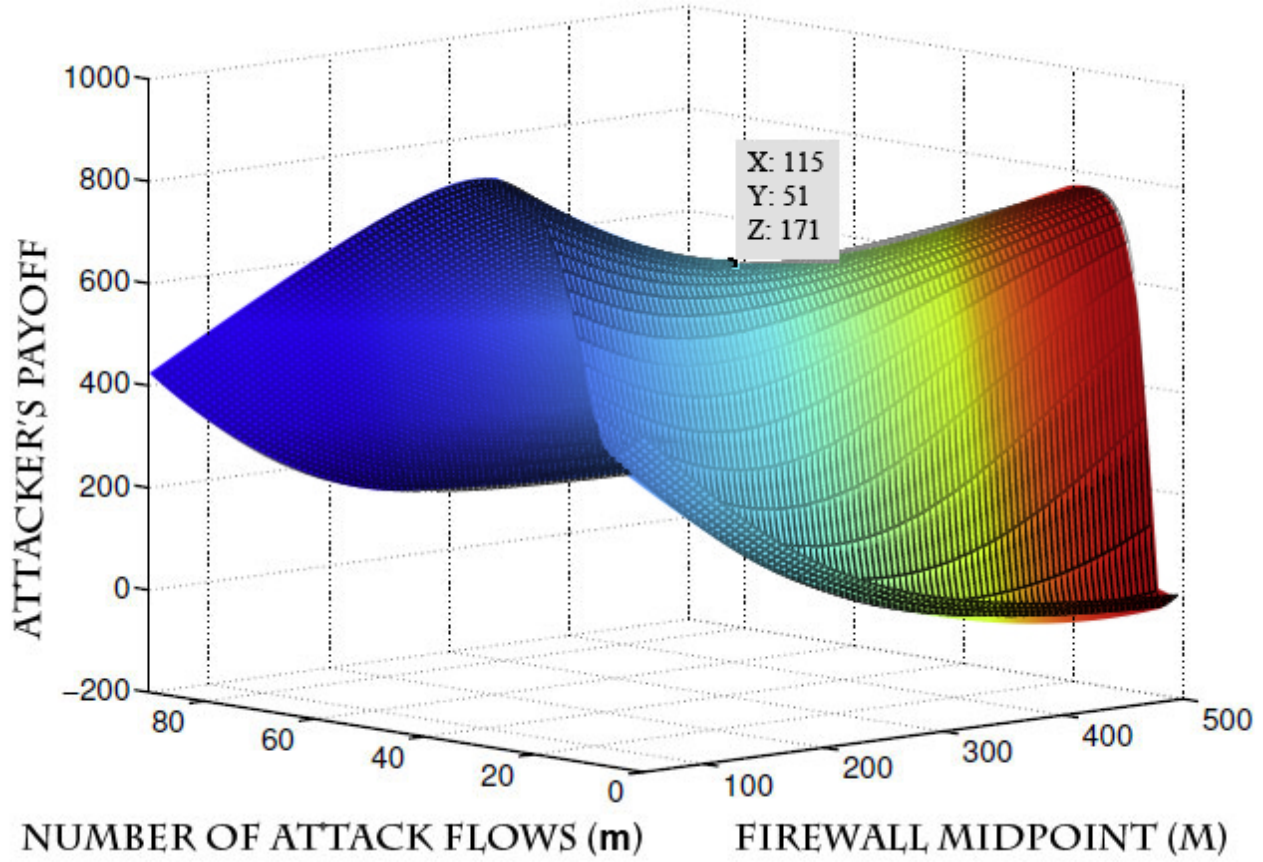 1000
800
600
400
200
0
−200
ATTACKER'S PAYOFF
X: 115
Y: 51
Z: 171
80
60
40
20
0
100
200
300
400
500
NUMBER OF ATTACK FLOWS (m)
FIREWALL MIDPOINT (M)